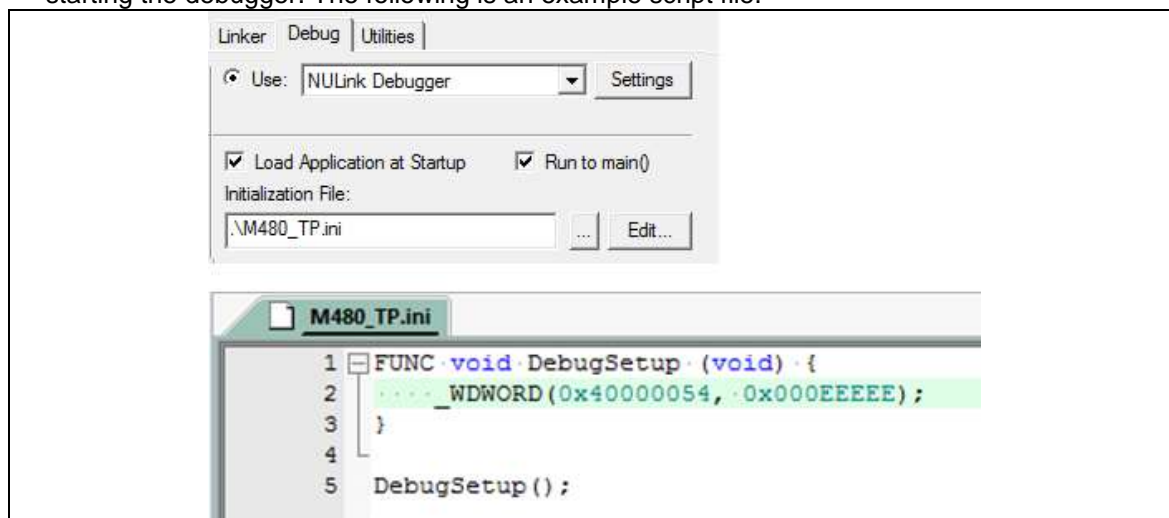 starting the debugger. The following is an example script file.
Linker Debug Utilities
Use: NULink Debugger Settings
Load Application at Startup Run to main()
Initialization File:
.\M480_TP.ini ... Edit...
M480_TP.ini
1 FUNC void DebugSetup (void) {
2 _WDWORD(0x40000054, 0x000EEEEE);
3 }
4
5 DebugSetup();